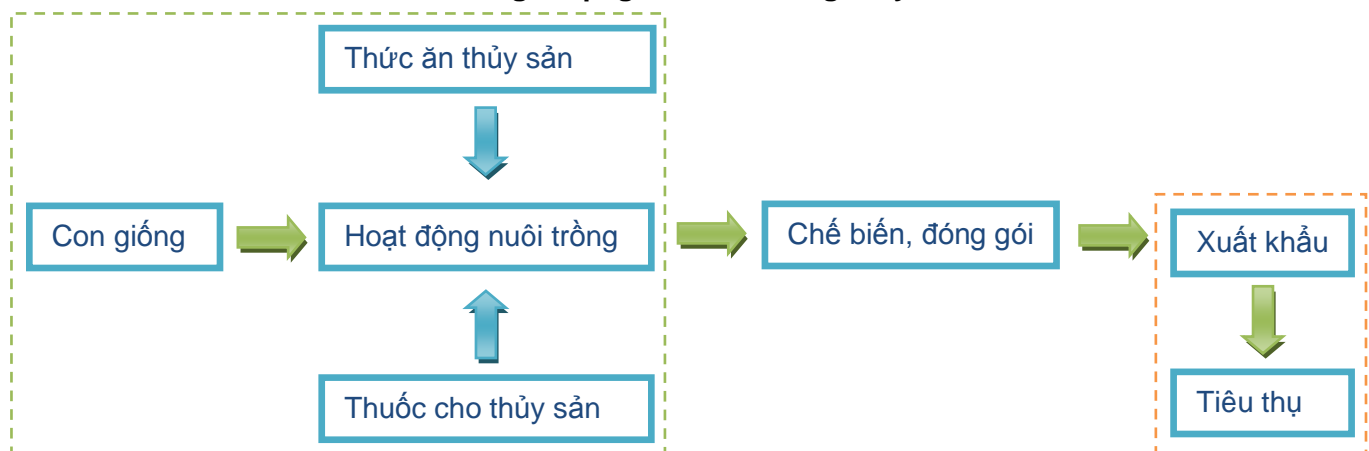 Thức ăn thủy sản
Con giống
Hoạt động nuôi trồng
Chế biến, đóng gói
Xuất khẩu
Thuốc cho thủy sản
Tiêu thụ